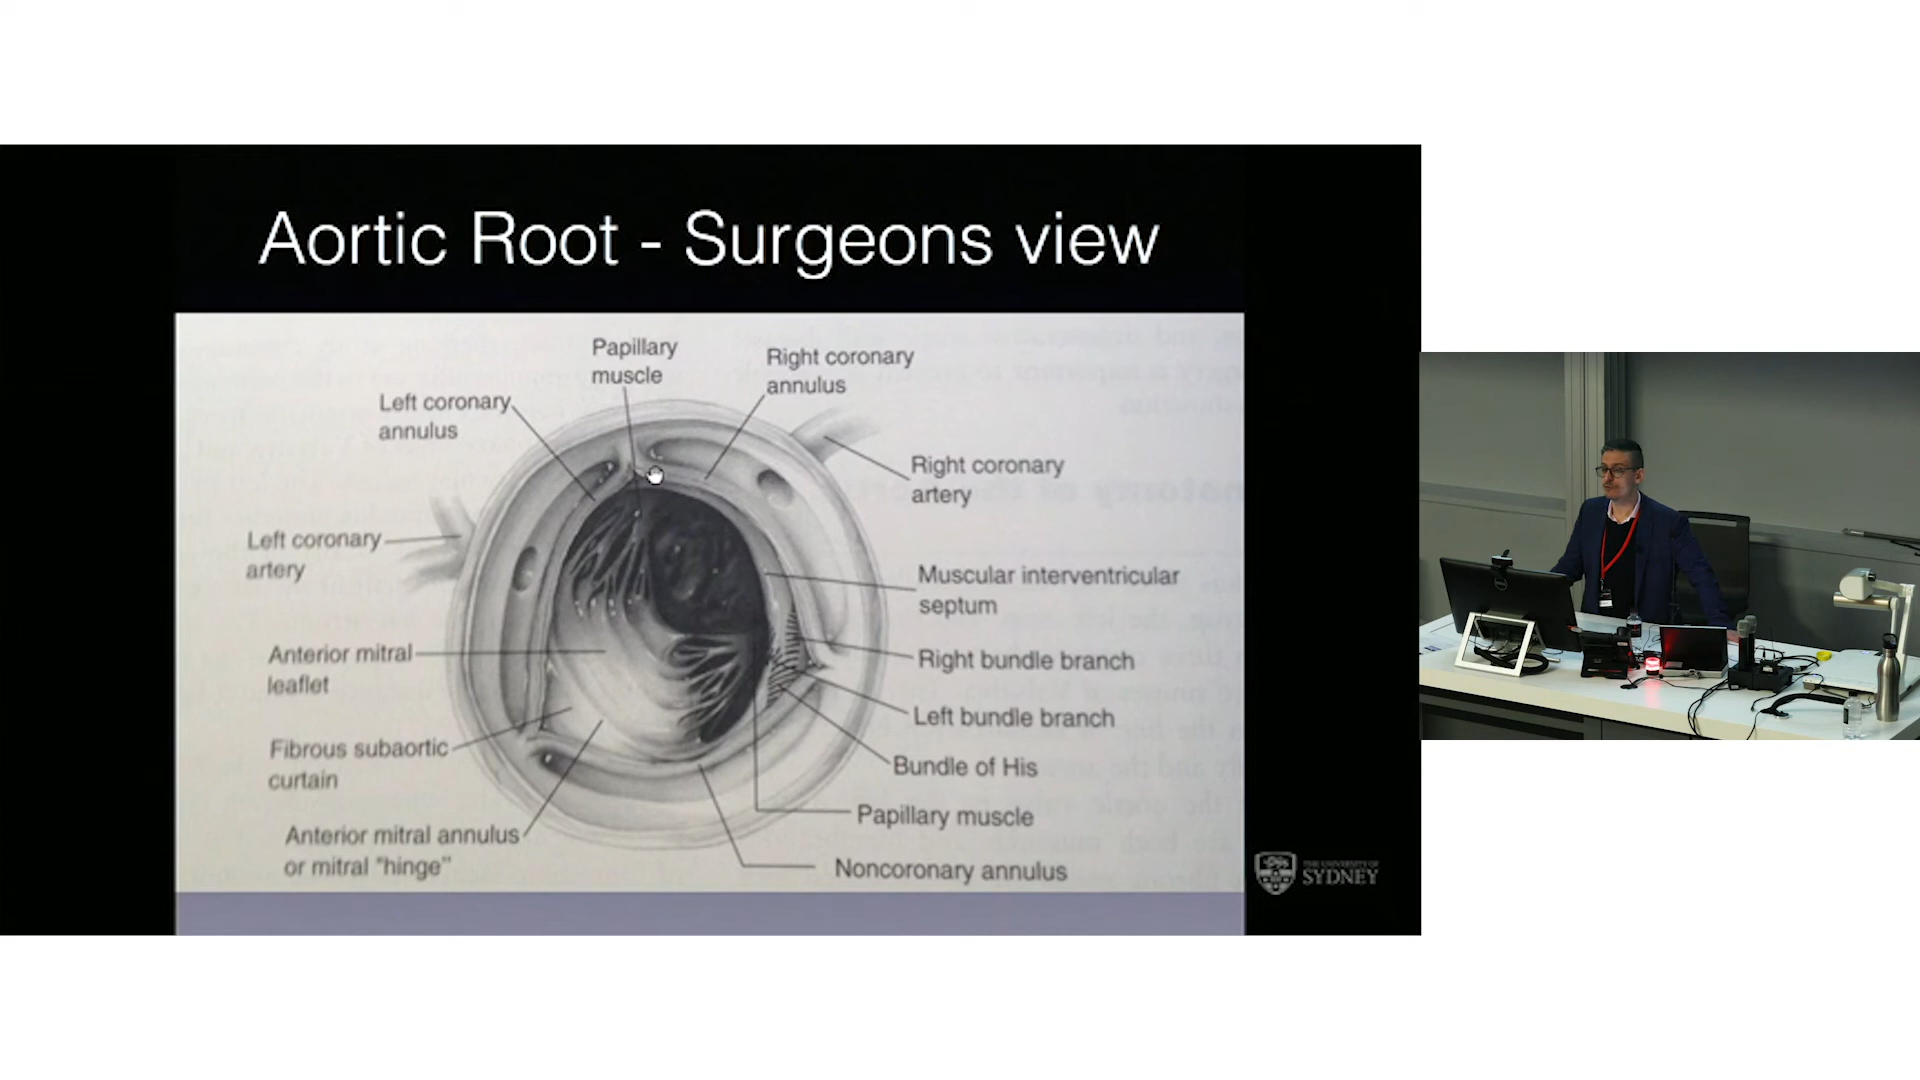 Aortic Root - Surgeons view
Papillary
muscle
Right coronary
annulus
Left coronary
annulus
Right coronary
artery
Left coronary
artery
Muscular interventricular
septum
Anterior mitral
leaflet
Right bundle branch
Left bundle branch
Fibrous subaortic
curtain
Bundle of His
Papillary muscle
Anterior mitral annulus
or mitral "hinge"
Noncoronary annulus
THE UNIVERSITY OF
SYDNEY